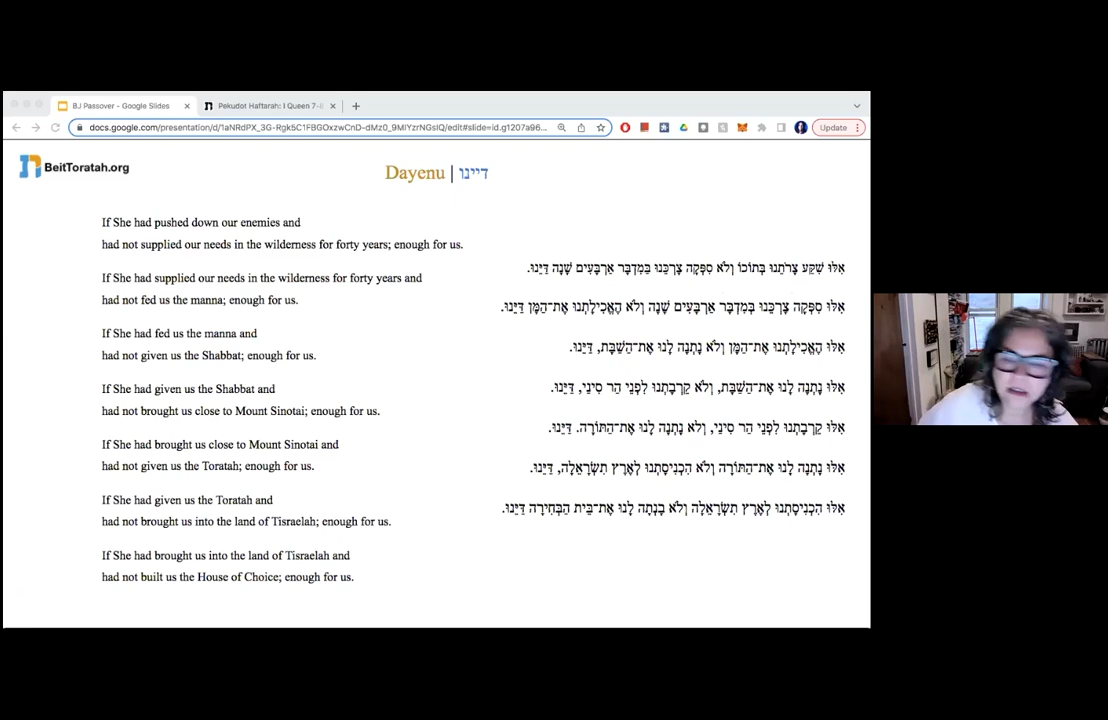 BJ Passover - Google Slides
Pekudot Haftarah: I Queen 7-8
docs.google.com/presentation/d/1aNRdPX_3G-Rgk5C1FBGOxzwCnD-dMz0_9MIYzrNGsIQ/edit#slide=id.g1207a96...
Update
BeitToratah.org
Dayenu | דיינו
If She had pushed down our enemies and
had not supplied our needs in the wilderness for forty years; enough for us.
If She had supplied our needs in the wilderness for forty years and
had not fed us the manna; enough for us.
If She had fed us the manna and
had not given us the Shabbat; enough for us.
If She had given us the Shabbat and
had not brought us close to Mount Sinotai; enough for us.
If She had brought us close to Mount Sinotai and
had not given us the Toratah; enough for us.
If She had given us the Toratah and
had not brought us into the land of Tisraelah; enough for us.
If She had brought us into the land of Tisraelah and
had not built us the House of Choice; enough for us.
אִלּוּ שִׁקַּע צָרֹתֵנוּ בְּתוֹכוֹ וְלֹא סִפְּקָה צָרְכֵּנוּ בַּמִדְבָּר אַרְבָּעִים שָׁנָה דַּיֵּנוּ.
אִלּוּ סִפְּקָה צָרְכֵּנוּ בְּמִדְבָּר אַרְבָּעִים שָׁנָה וְלֹא הֶאֱכִילָתְנוּ אֶת־הַמָּן דַּיֵּנוּ.
אִלּוּ הֶאֱכִילָתְנוּ אֶת־הַמָּן וְלֹא נָתְנָה לָנוּ אֶת־הַשַּׁבָּת, דַּיֵּנוּ.
אִלּוּ נָתְנָה לָנוּ אֶת־הַשַּׁבָּת, וְלֹא קֵרְבָתְנוּ לִפְנֵי הַר סִינַי, דַּיֵּנוּ.
אִלּוּ קֵרְבָתְנוּ לִפְנֵי הַר סִינַי, וְלֹא נָתְנָה לָנוּ אֶת־הַתּוֹרָה. דַּיֵּנוּ.
אִלּוּ נָתְנָה לָנוּ אֶת־הַתּוֹרָה וְלֹא הִכְנִיסָתְנוּ לְאֶרֶץ תִשְׂרָאֵלָה, דַּיֵּנוּ.
אִלּוּ הִכְנִיסָתְנוּ לְאֶרֶץ תִשְׂרָאֵלָה וְלֹא בָנְתָה לָנוּ אֶת־בֵּית הַבְּחִירָה דַּיֵּנוּ.